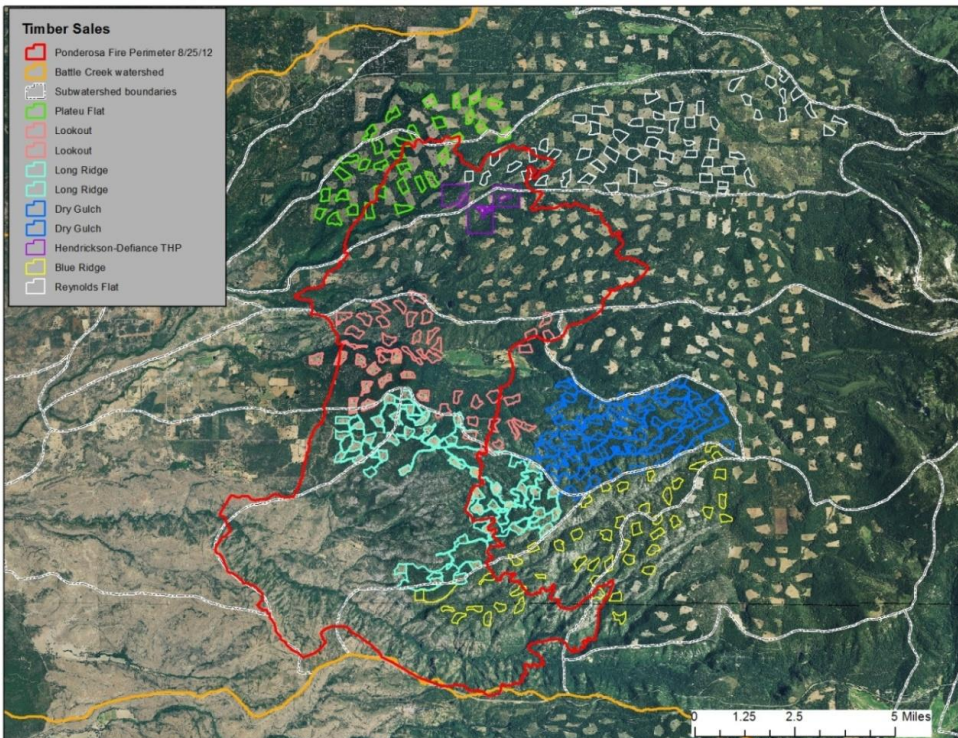 Timber Sales
Ponderosa Fire Perimeter 8/25/12
Battle Creek watershed
Subwatershed boundaries
Plateu Flat
Lookout
Lookout
Long Ridge
Long Ridge
Dry Gulch
Dry Gulch
Hendrickson-Defiance THP
Blue Ridge
Reynolds Flat
0 1.25 2.5 5 Miles